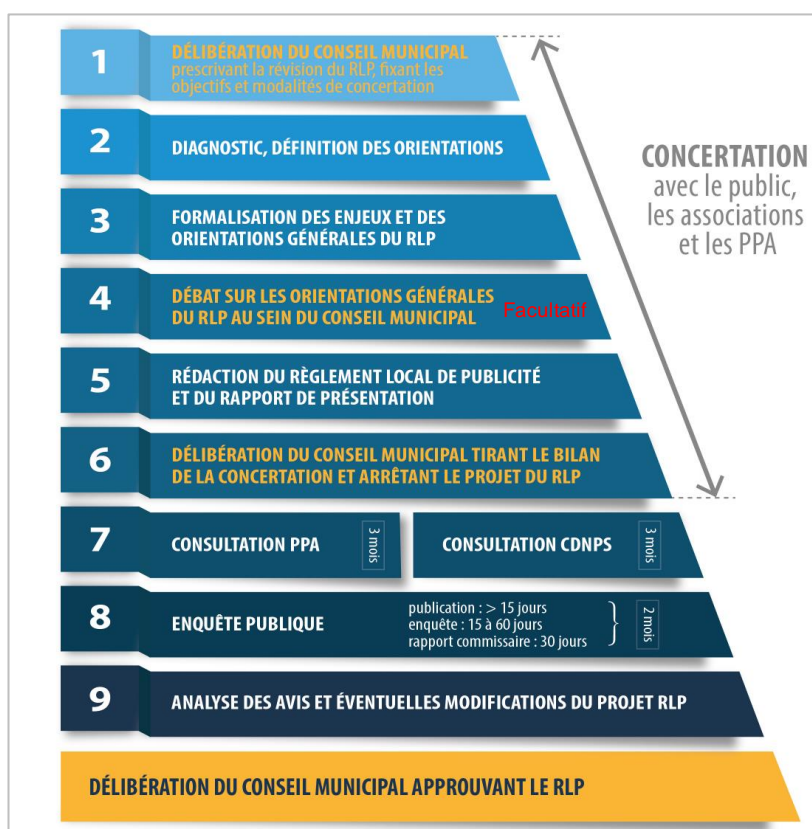 1
DÉLIBÉRATION DU CONSEIL MUNICIPAL
prescrivant la révision du RLP, fixant les
objectifs et modalités de concertation
CONCERTATION
avec le public,
les associations
et les PPA
2
DIAGNOSTIC, DÉFINITION DES ORIENTATIONS
3
FORMALISATION DES ENJEUX ET DES
ORIENTATIONS GÉNÉRALES DU RLP
4
DÉBAT SUR LES ORIENTATIONS GÉNÉRALES
DU RLP AU SEIN DU CONSEIL MUNICIPAL
Facultatif
5
RÉDACTION DU RÈGLEMENT LOCAL DE PUBLICITÉ
ET DU RAPPORT DE PRÉSENTATION
6
DÉLIBÉRATION DU CONSEIL MUNICIPAL TIRANT LE BILAN
DE LA CONCERTATION ET ARRÊTANT LE PROJET DU RLP
7
CONSULTATION PPA
3 mois
CONSULTATION CDNPS
3 mois
8
ENQUÊTE PUBLIQUE
publication : > 15 jours
enquête : 15 à 60 jours
rapport commissaire : 30 jours
2 mois
9
ANALYSE DES AVIS ET ÉVENTUELLES MODIFICATIONS DU PROJET RLP
DÉLIBÉRATION DU CONSEIL MUNICIPAL APPROUVANT LE RLP